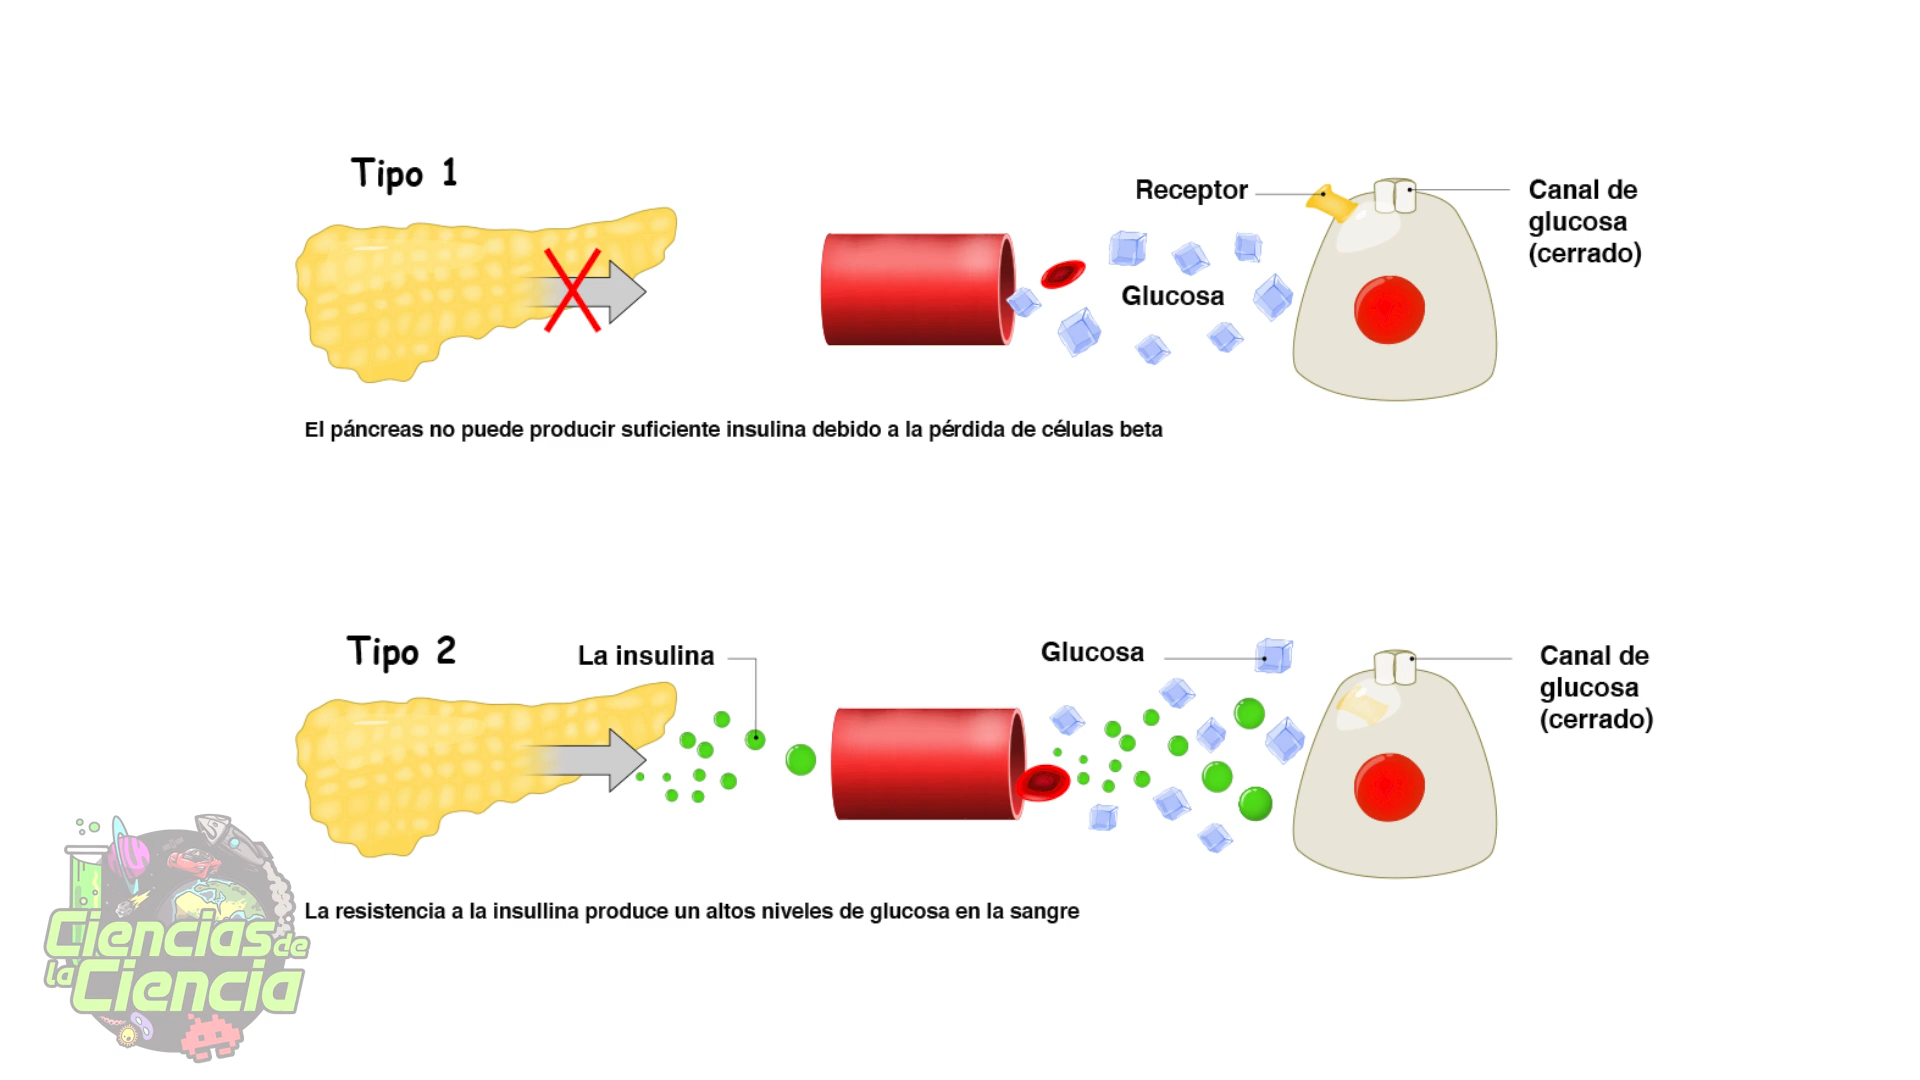 Tipo 1
Receptor
Canal de
glucosa
(cerrado)
Glucosa
El páncreas no puede producir suficiente insulina debido a la pérdida de células beta
Tipo 2
La insulina
Glucosa
Canal de
glucosa
(cerrado)
La resistencia a la insullina produce un altos niveles de glucosa en la sangre
Ciencias de
la Ciencia